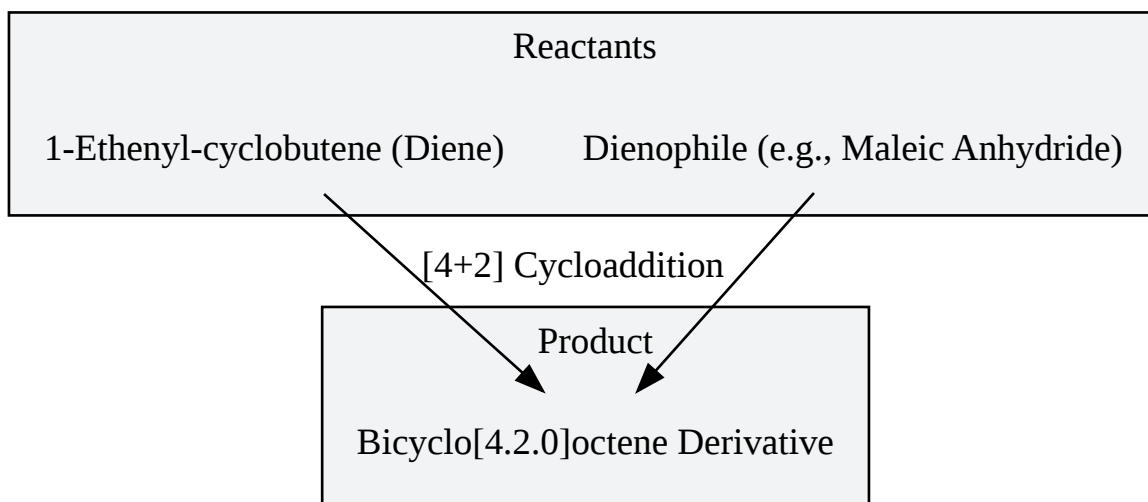 Reactants
1-Ethenyl-cyclobutene (Diene)
Dienophile (e.g., Maleic Anhydride)
[4+2] Cycloaddition
Product
Bicyclo[4.2.0]octene Derivative